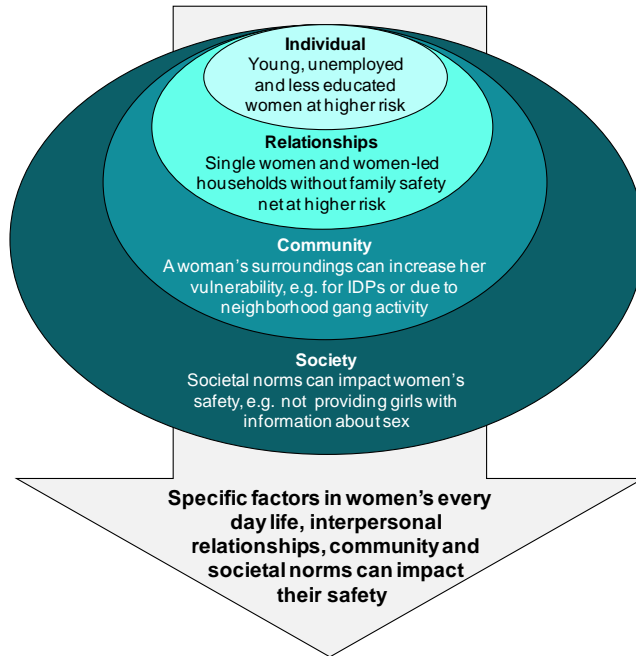 Individual
Young, unemployed
and less educated
women at higher risk
Relationships
Single women and women-led
households without family safety
net at higher risk
Community
A woman's surroundings can increase her
vulnerability, e.g. for IDPs or due to
neighborhood gang activity
Society
Societal norms can impact women's
safety, e.g. not providing girls with
information about sex
Specific factors in women's every
day life, interpersonal
relationships, community and
societal norms can impact
their safety